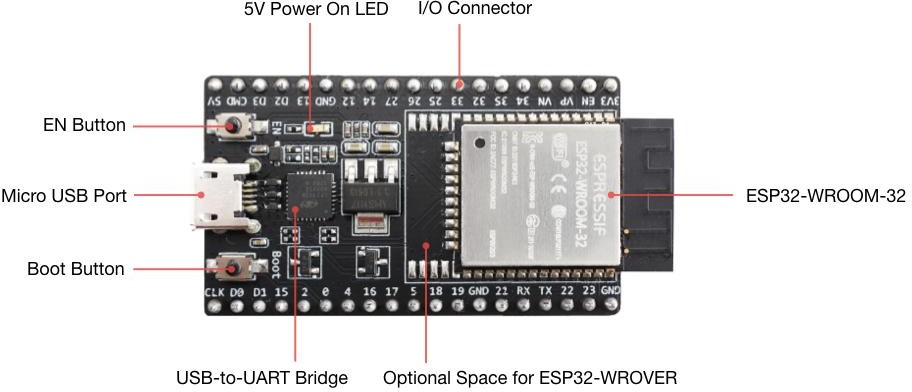 5V Power On LED
I/O Connector
5V CMD D3 D2 13 GND 12 14 27 26 25 33 32 35 34 VN VP EN 3V3
EN Button
EN
Micro USB Port
ESPRESSIF
ESP32-WROOM-32
ESP32-WROOM-32
Boot Button
Boot
CLK D0 D1 15 2 0 4 16 17 5 18 19 GND 21 RX TX 22 23 GND
USB-to-UART Bridge
Optional Space for ESP32-WROVER